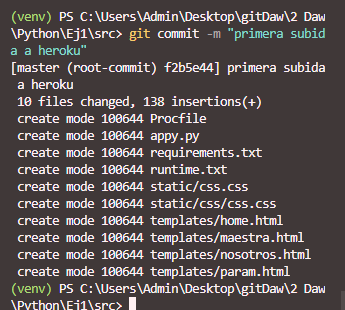 (venv) PS C:\Users\Admin\Desktop\gitDaw\2 Daw
\Python\Ej1\src> git commit -m "primera subid
a a heroku"
[master (root-commit) f2b5e44] primera subida
 a heroku
 10 files changed, 138 insertions(+)
 create mode 100644 Procfile
 create mode 100644 appy.py
 create mode 100644 requirements.txt
 create mode 100644 runtime.txt
 create mode 100644 static/css.css
 create mode 100644 static/css/css.css
 create mode 100644 templates/home.html
 create mode 100644 templates/maestra.html
 create mode 100644 templates/nosotros.html
 create mode 100644 templates/param.html
(venv) PS C:\Users\Admin\Desktop\gitDaw\2 Daw
\Python\Ej1\src>